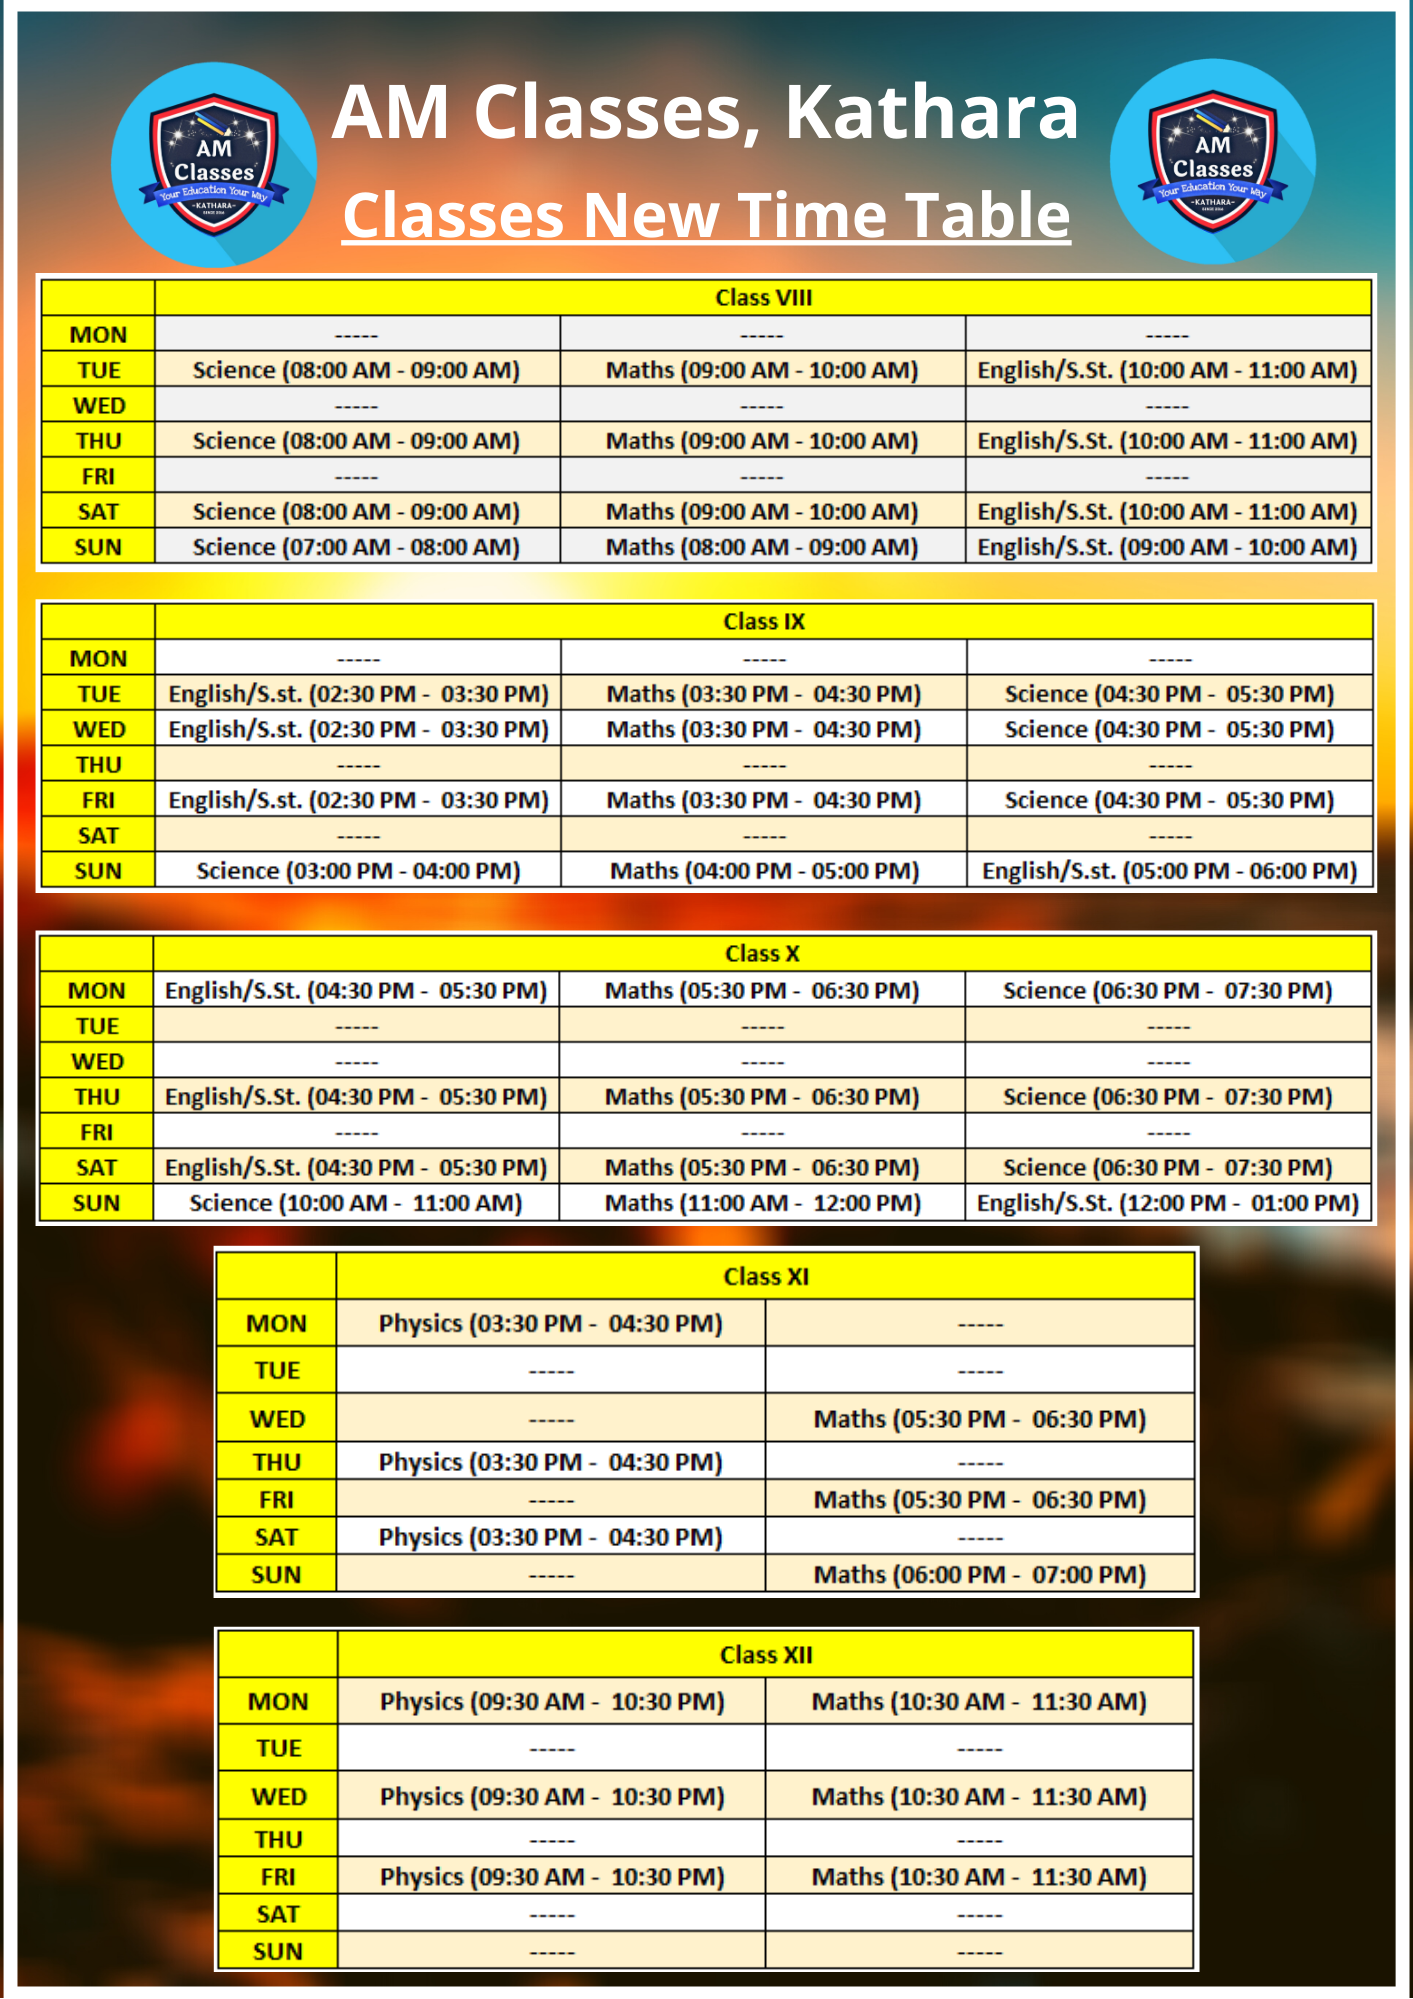 AM Classes, Kathara
Classes New Time Table
AM
Classes
Your Education Your Way
-KATHARA-
AM
Classes
Your Education Your Way
-KATHARA-
Class VIII
MON ----- ----- -----
TUE Science (08:00 AM - 09:00 AM) Maths (09:00 AM - 10:00 AM) English/S.St. (10:00 AM - 11:00 AM)
WED ----- ----- -----
THU Science (08:00 AM - 09:00 AM) Maths (09:00 AM - 10:00 AM) English/S.St. (10:00 AM - 11:00 AM)
FRI ----- ----- -----
SAT Science (08:00 AM - 09:00 AM) Maths (09:00 AM - 10:00 AM) English/S.St. (10:00 AM - 11:00 AM)
SUN Science (07:00 AM - 08:00 AM) Maths (08:00 AM - 09:00 AM) English/S.St. (09:00 AM - 10:00 AM)
Class IX
MON ----- ----- -----
TUE English/S.st. (02:30 PM - 03:30 PM) Maths (03:30 PM - 04:30 PM) Science (04:30 PM - 05:30 PM)
WED English/S.st. (02:30 PM - 03:30 PM) Maths (03:30 PM - 04:30 PM) Science (04:30 PM - 05:30 PM)
THU ----- ----- -----
FRI English/S.st. (02:30 PM - 03:30 PM) Maths (03:30 PM - 04:30 PM) Science (04:30 PM - 05:30 PM)
SAT ----- ----- -----
SUN Science (03:00 PM - 04:00 PM) Maths (04:00 PM - 05:00 PM) English/S.st. (05:00 PM - 06:00 PM)
Class X
MON English/S.St. (04:30 PM - 05:30 PM) Maths (05:30 PM - 06:30 PM) Science (06:30 PM - 07:30 PM)
TUE ----- ----- -----
WED ----- ----- -----
THU English/S.St. (04:30 PM - 05:30 PM) Maths (05:30 PM - 06:30 PM) Science (06:30 PM - 07:30 PM)
FRI ----- ----- -----
SAT English/S.St. (04:30 PM - 05:30 PM) Maths (05:30 PM - 06:30 PM) Science (06:30 PM - 07:30 PM)
SUN Science (10:00 AM - 11:00 AM) Maths (11:00 AM - 12:00 PM) English/S.St. (12:00 PM - 01:00 PM)
Class XI
MON Physics (03:30 PM - 04:30 PM) -----
TUE ----- -----
WED ----- Maths (05:30 PM - 06:30 PM)
THU Physics (03:30 PM - 04:30 PM) -----
FRI ----- Maths (05:30 PM - 06:30 PM)
SAT Physics (03:30 PM - 04:30 PM) -----
SUN ----- Maths (06:00 PM - 07:00 PM)
Class XII
MON Physics (09:30 AM - 10:30 PM) Maths (10:30 AM - 11:30 AM)
TUE ----- -----
WED Physics (09:30 AM - 10:30 PM) Maths (10:30 AM - 11:30 AM)
THU ----- -----
FRI Physics (09:30 AM - 10:30 PM) Maths (10:30 AM - 11:30 AM)
SAT ----- -----
SUN ----- -----